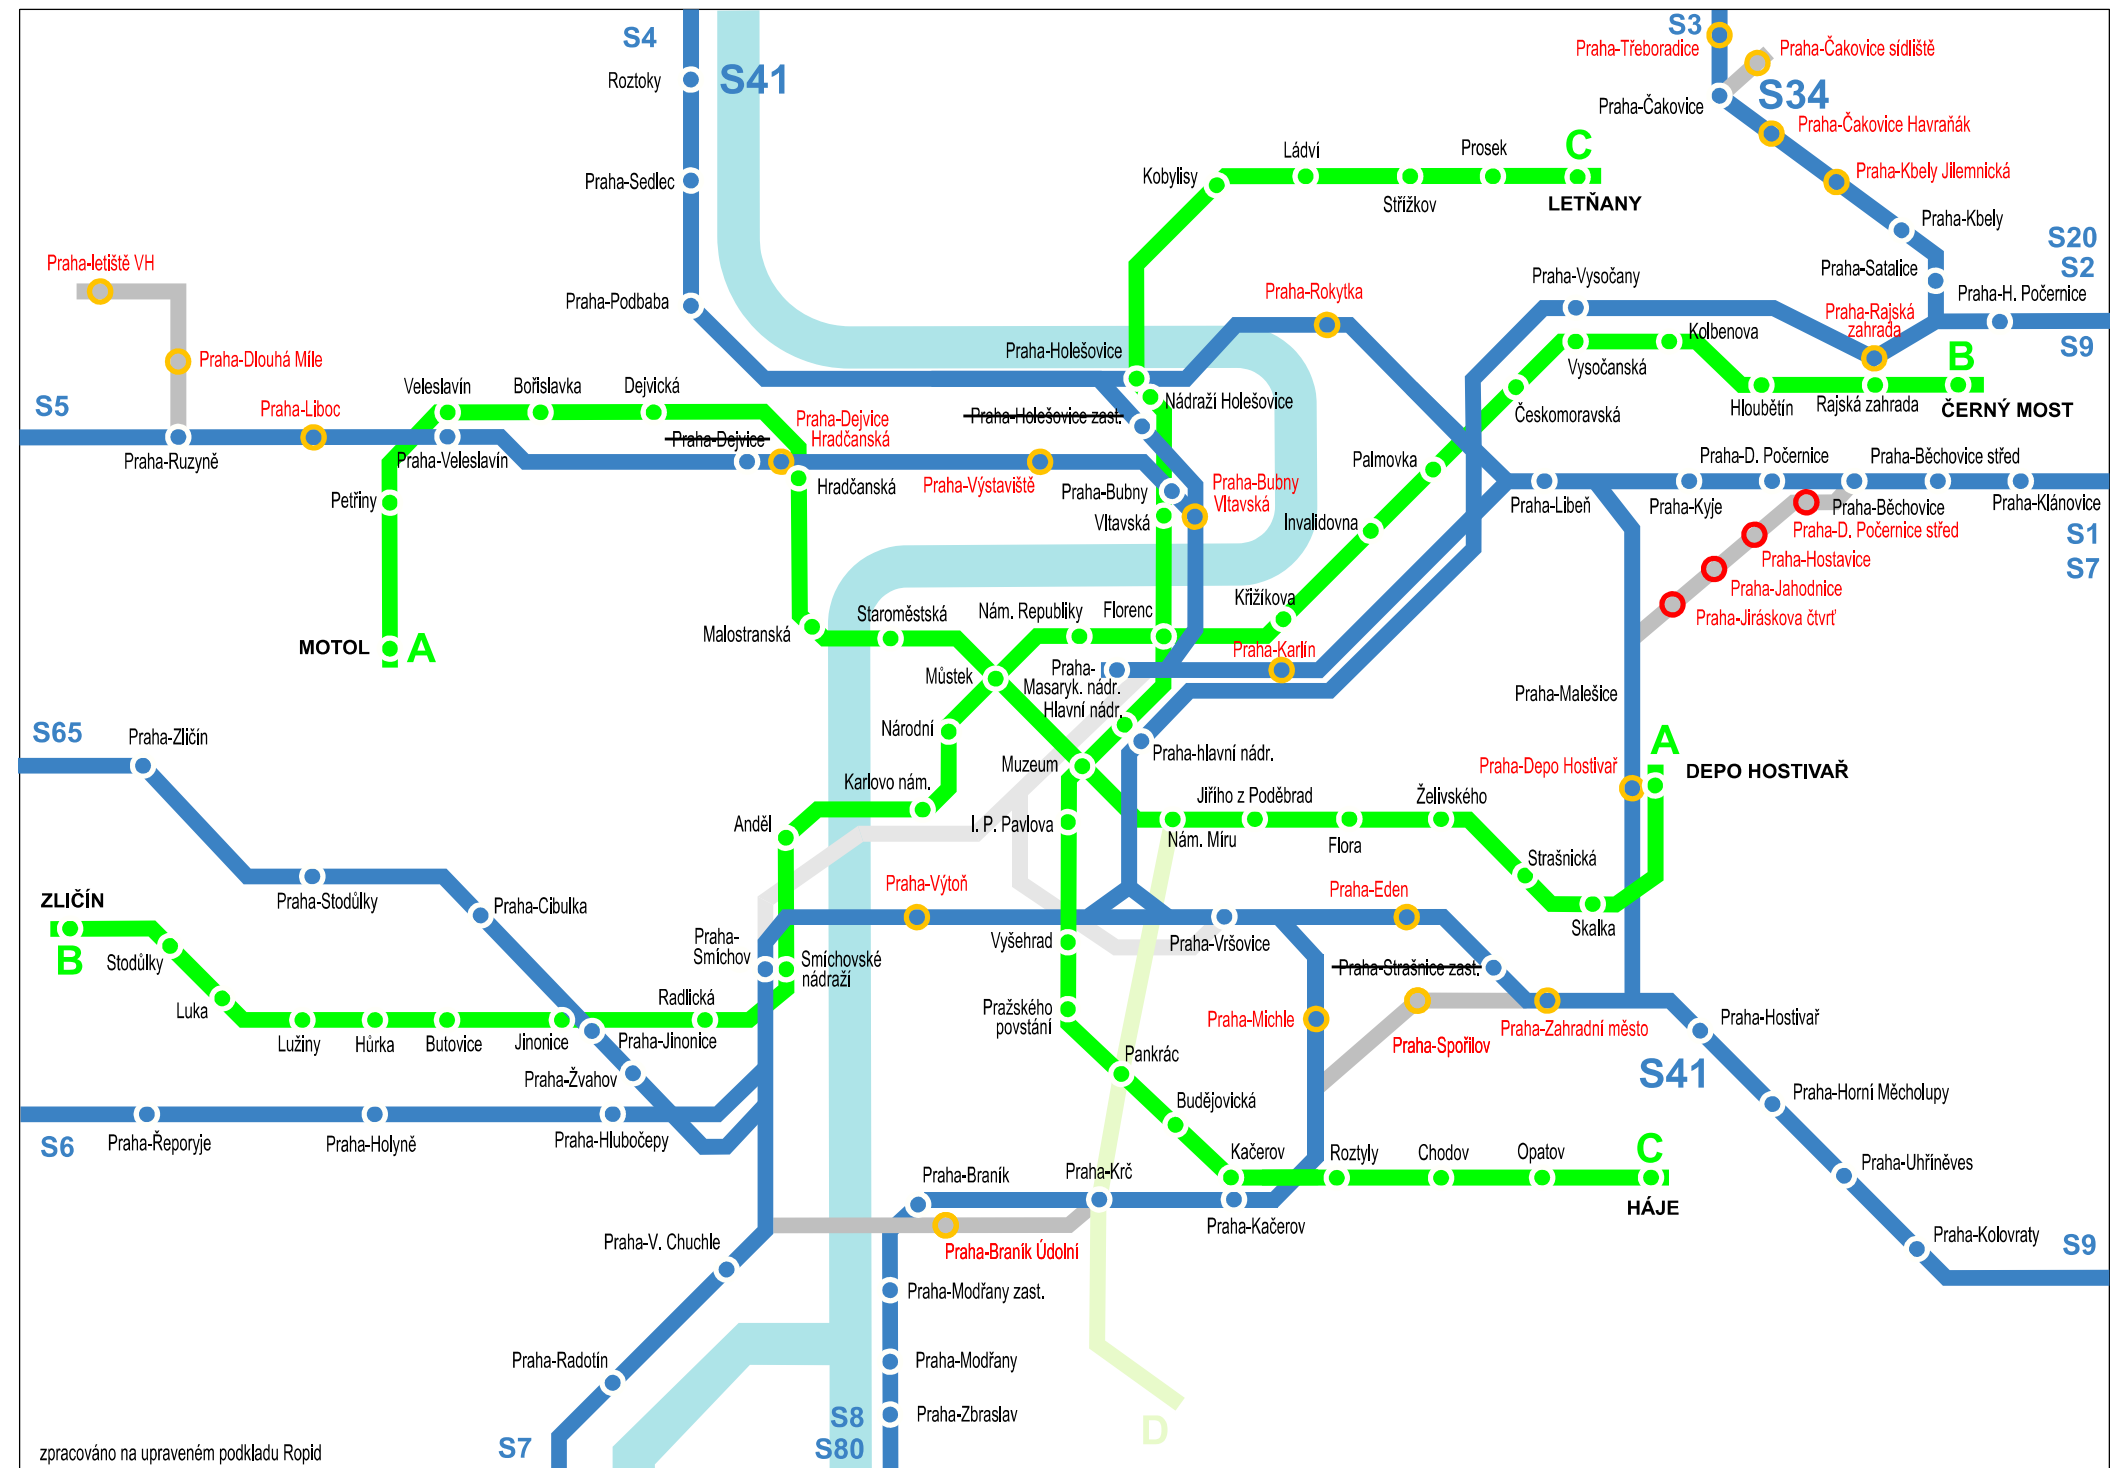 S4
S41
Roztoky
S3
Praha-Třeboradice
Praha-Čakovice sídliště
Praha-Čakovice
S34
Praha-Čakovice Havraňák
Praha-Sedlec
Kobylisy
Ládví
Střížkov
Prosek
C
LETŇANY
Praha-Kbely Jilemnická
Praha-Kbely
S20
S2
Praha-letiště VH
Praha-Podbaba
Praha-Rokytka
Praha-Vysočany
Praha-Satalice
Praha-H. Počernice
Praha-Rajská
zahrada
S9
Praha-Dlouhá Míle
Praha-Holešovice
Kolbenova
Vysočanská
B
Veleslavín
Bořislavka
Dejvická
S5
Praha-Liboc
Praha-Dejvice
Hradčanská
Praha-Holešovice zast.
Nádraží Holešovice
Českomoravská
Hloubětín
Rajská zahrada
ČERNÝ MOST
Praha-Ruzyně
Praha-Veleslavín
Praha-Dejvice
Petřiny
Hradčanská
Praha-Výstaviště
Praha-Bubny
Praha-Bubny
Vltavská
Vltavská
Palmovka
Invalidovna
Praha-Libeň
Praha-D. Počernice
Praha-Kyje
Praha-Běchovice střed
Praha-Běchovice
Praha-Klánovice
Praha-D. Počernice střed
S1
Praha-Hostavice
S7
Praha-Jahodnice
Praha-Jiráskova čtvrť
MOTOL
A
Malostranská
Staroměstská
Nám. Republiky
Florenc
Křižíkova
Praha-Karlín
Můstek
Praha-
Masaryk. nádr.
Hlavní nádr.
Praha-Malešice
Národní
Praha-hlavní nádr.
Muzeum
S65
Praha-Zličín
Karlovo nám.
Praha-Depo Hostivař
A
DEPO HOSTIVAŘ
Anděl
I. P. Pavlova
Jiřího z Poděbrad
Nám. Míru
Flora
Želivského
Strašnická
Skalka
ZLIČÍN
B
Stodůlky
Praha-Stodůlky
Praha-Cibulka
Praha-Výtoň
Praha-Eden
Praha-
Smíchov
Smíchovské
nádraží
Vyšehrad
Praha-Vršovice
Praha-Strašnice zast.
Luka
Lužiny
Hůrka
Butovice
Jinonice
Praha-Jinonice
Radlická
Pražského
povstání
Praha-Michle
Praha-Spořilov
Praha-Zahradní město
Praha-Hostivař
S41
Praha-Žvahov
Pankrác
Budějovická
Praha-Horní Měcholupy
S6
Praha-Řeporyje
Praha-Holyně
Praha-Hlubočepy
Kačerov
Roztyly
Chodov
Opatov
C
HÁJE
Praha-Uhříněves
Praha-Braník
Praha-Krč
Praha-Kačerov
Praha-V. Chuchle
Praha-Braník Údolní
Praha-Kolovraty
S9
Praha-Modřany zast.
Praha-Radotín
Praha-Modřany
Praha-Zbraslav
D
S7
S8
S80
zpracováno na upraveném podkladu Ropid